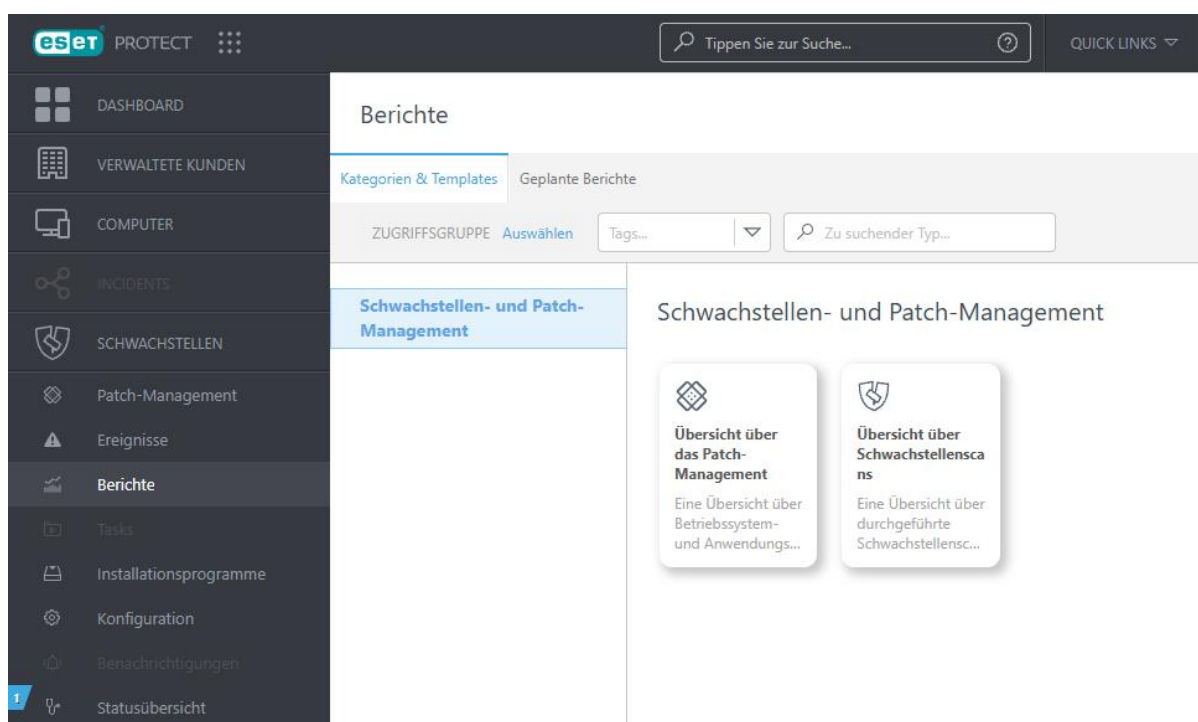 eset PROTECT
Tippen Sie zur Suche...
QUICK LINKS
DASHBOARD
VERWALTETE KUNDEN
COMPUTER
INCIDENTS
SCHWACHSTELLEN
Patch-Management
Ereignisse
Berichte
Tasks
Installationsprogramme
Konfiguration
Benachrichtigungen
1
Statusübersicht
Berichte
Kategorien & Templates
Geplante Berichte
ZUGRIFFSGRUPPE Auswählen
Tags...
Zu suchender Typ...
Schwachstellen- und Patch-
Management
Schwachstellen- und Patch-Management
Übersicht über
das Patch-
Management
Eine Übersicht über
Betriebssystem-
und Anwendungs...
Übersicht über
Schwachstellensca
ns
Eine Übersicht über
durchgeführte
Schwachstellensc...